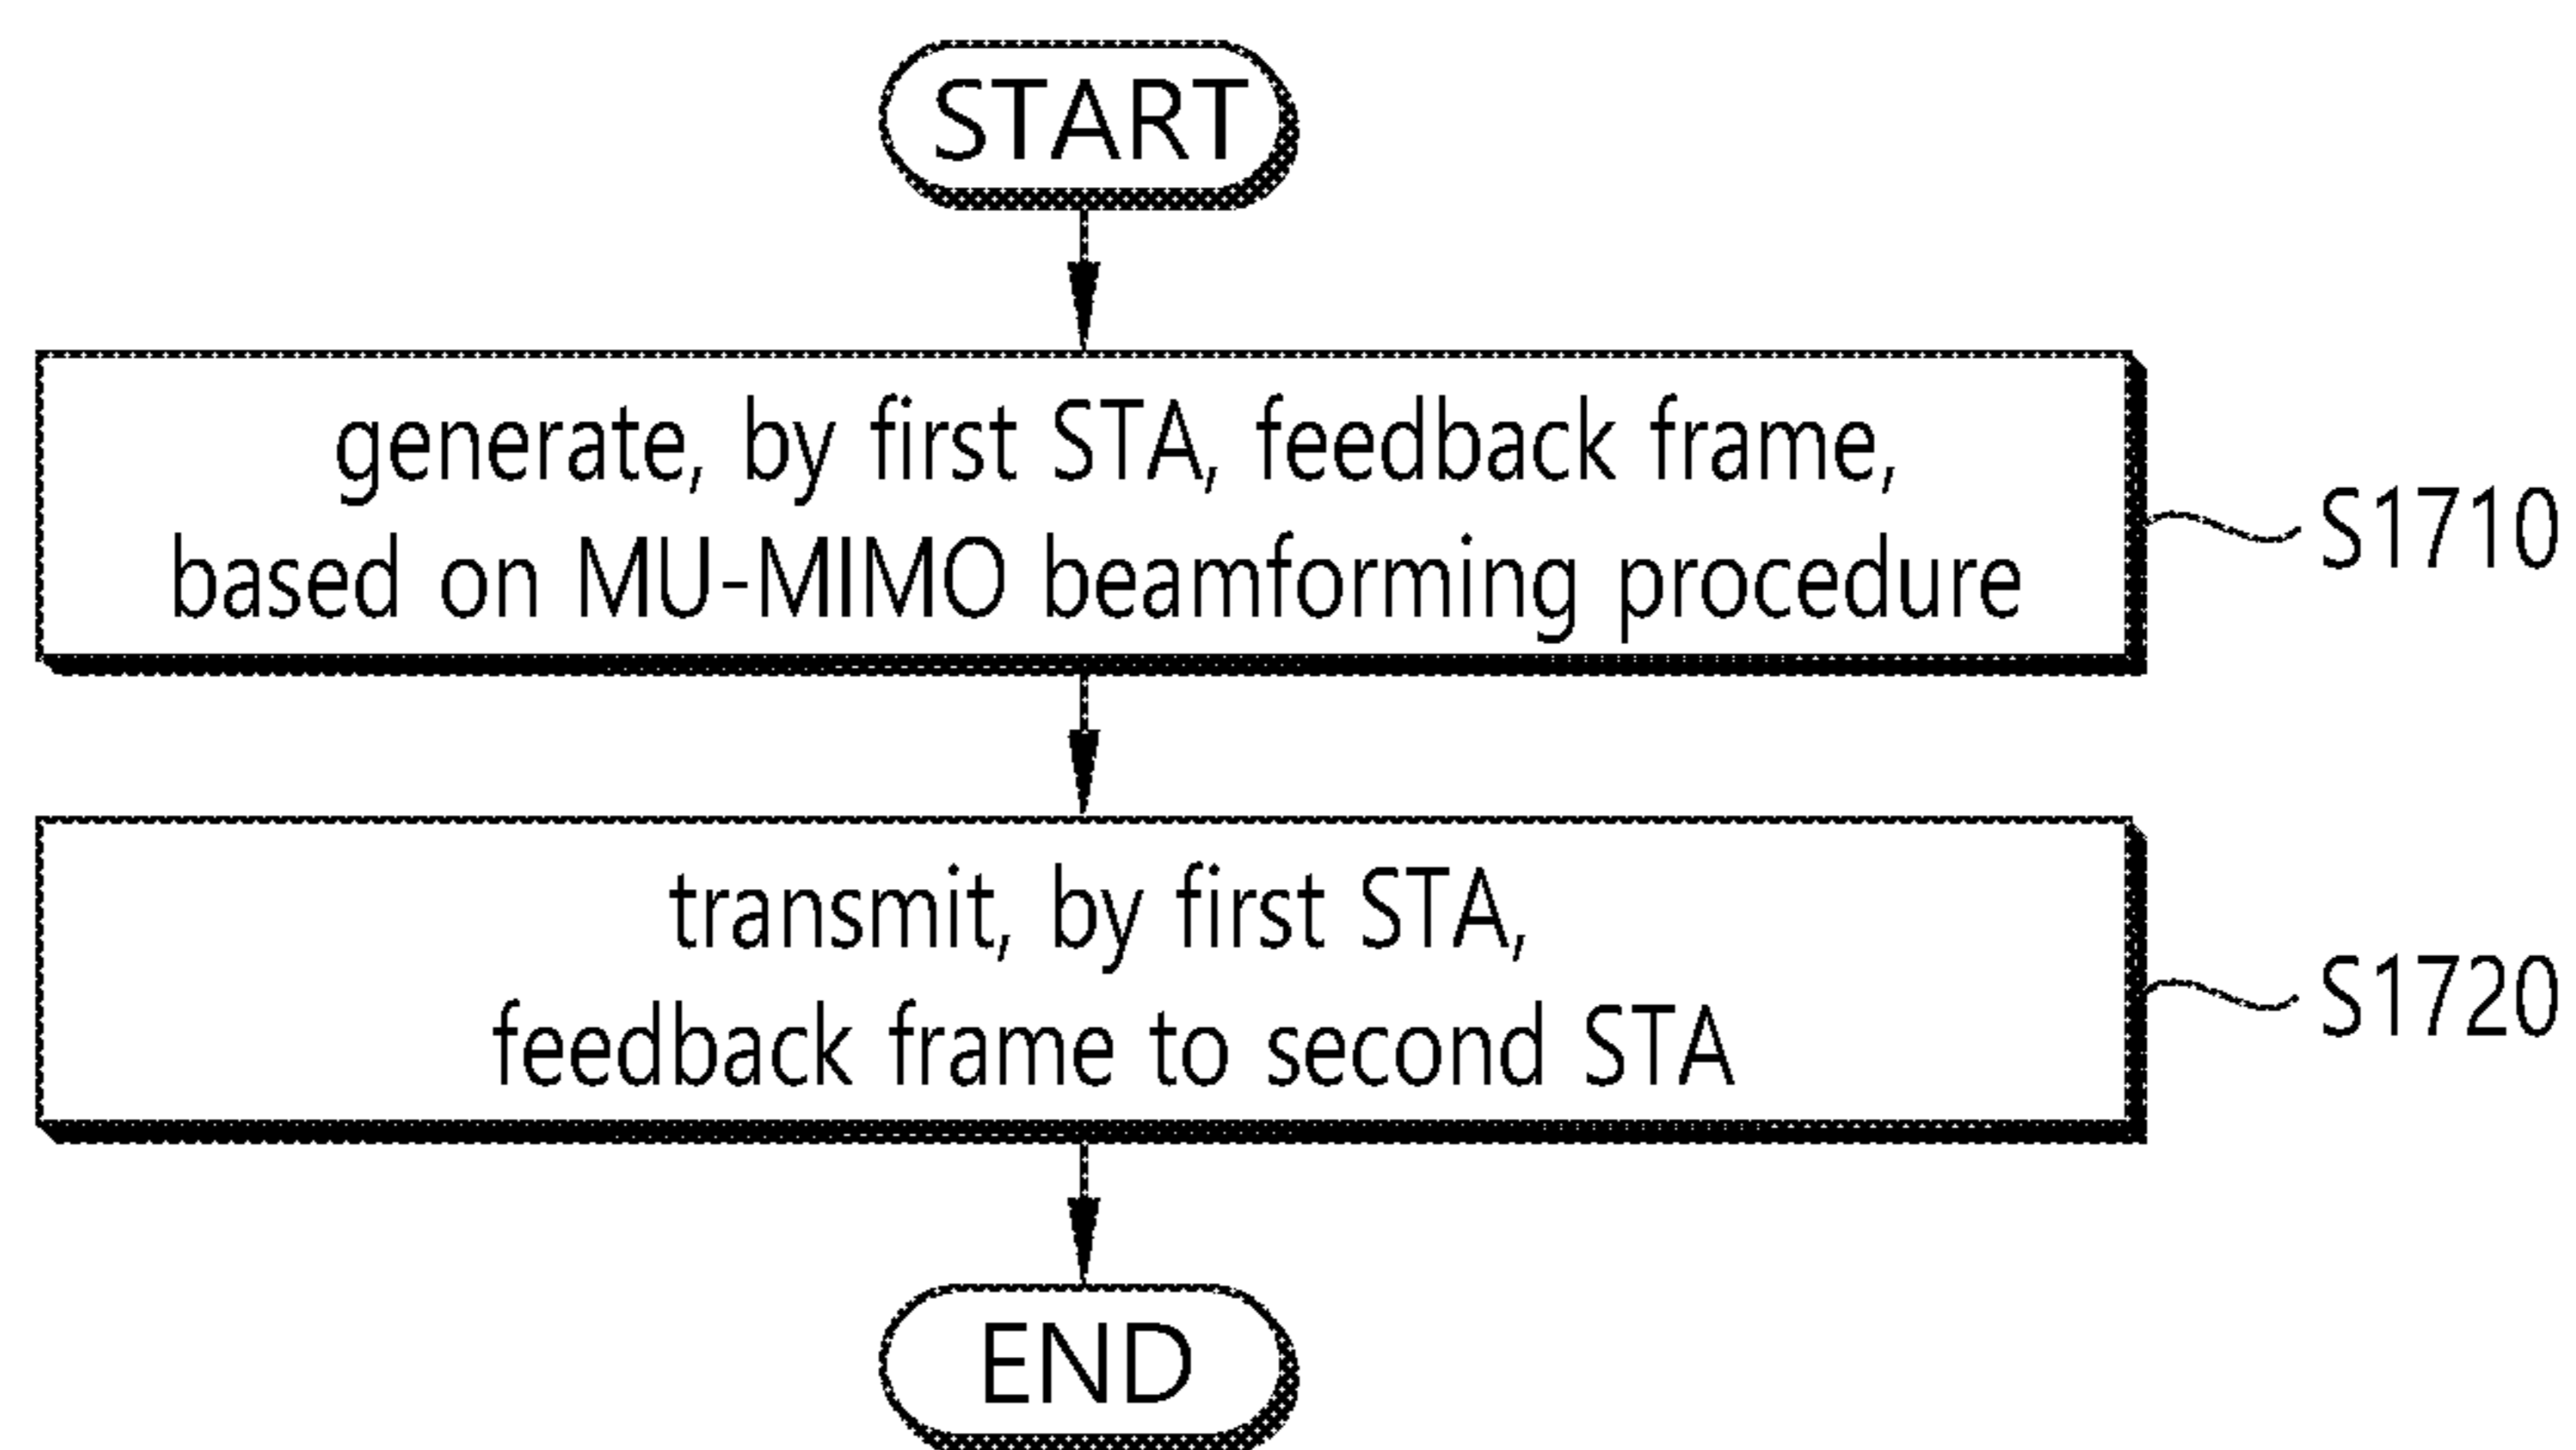 START
generate, by first STA, feedback frame,
based on MU-MIMO beamforming procedure
S1710
transmit, by first STA,
feedback frame to second STA
S1720
END